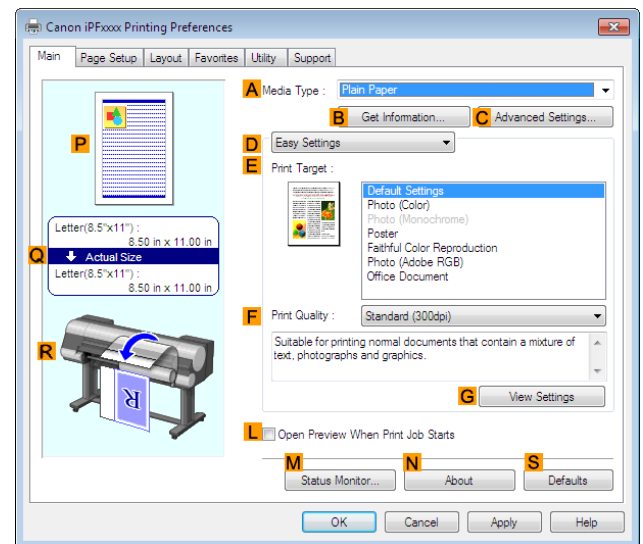 Canon iPFxxxx Printing Preferences
Main Page Setup Layout Favorites Utility Support
A Media Type : Plain Paper
B Get Infomation... C Advanced Settings...
P
D Easy Settings
E Print Target :
Default Settings
Photo (Color)
Photo (Monochrome)
Poster
Faithful Color Reproduction
Photo (Adobe RGB)
Office Document
Letter(8.5"x11") :
8.50 in x 11.00 in
Q Actual Size
Letter(8.5"x11") :
8.50 in x 11.00 in
F Print Quality : Standard (300dpi)
Suitable for printing normal documents that contain a mixture of
text, photographs and graphics.
R
R
G View Settings
L Open Preview When Print Job Starts
M Status Monitor... N About S Defaults
OK Cancel Apply Help